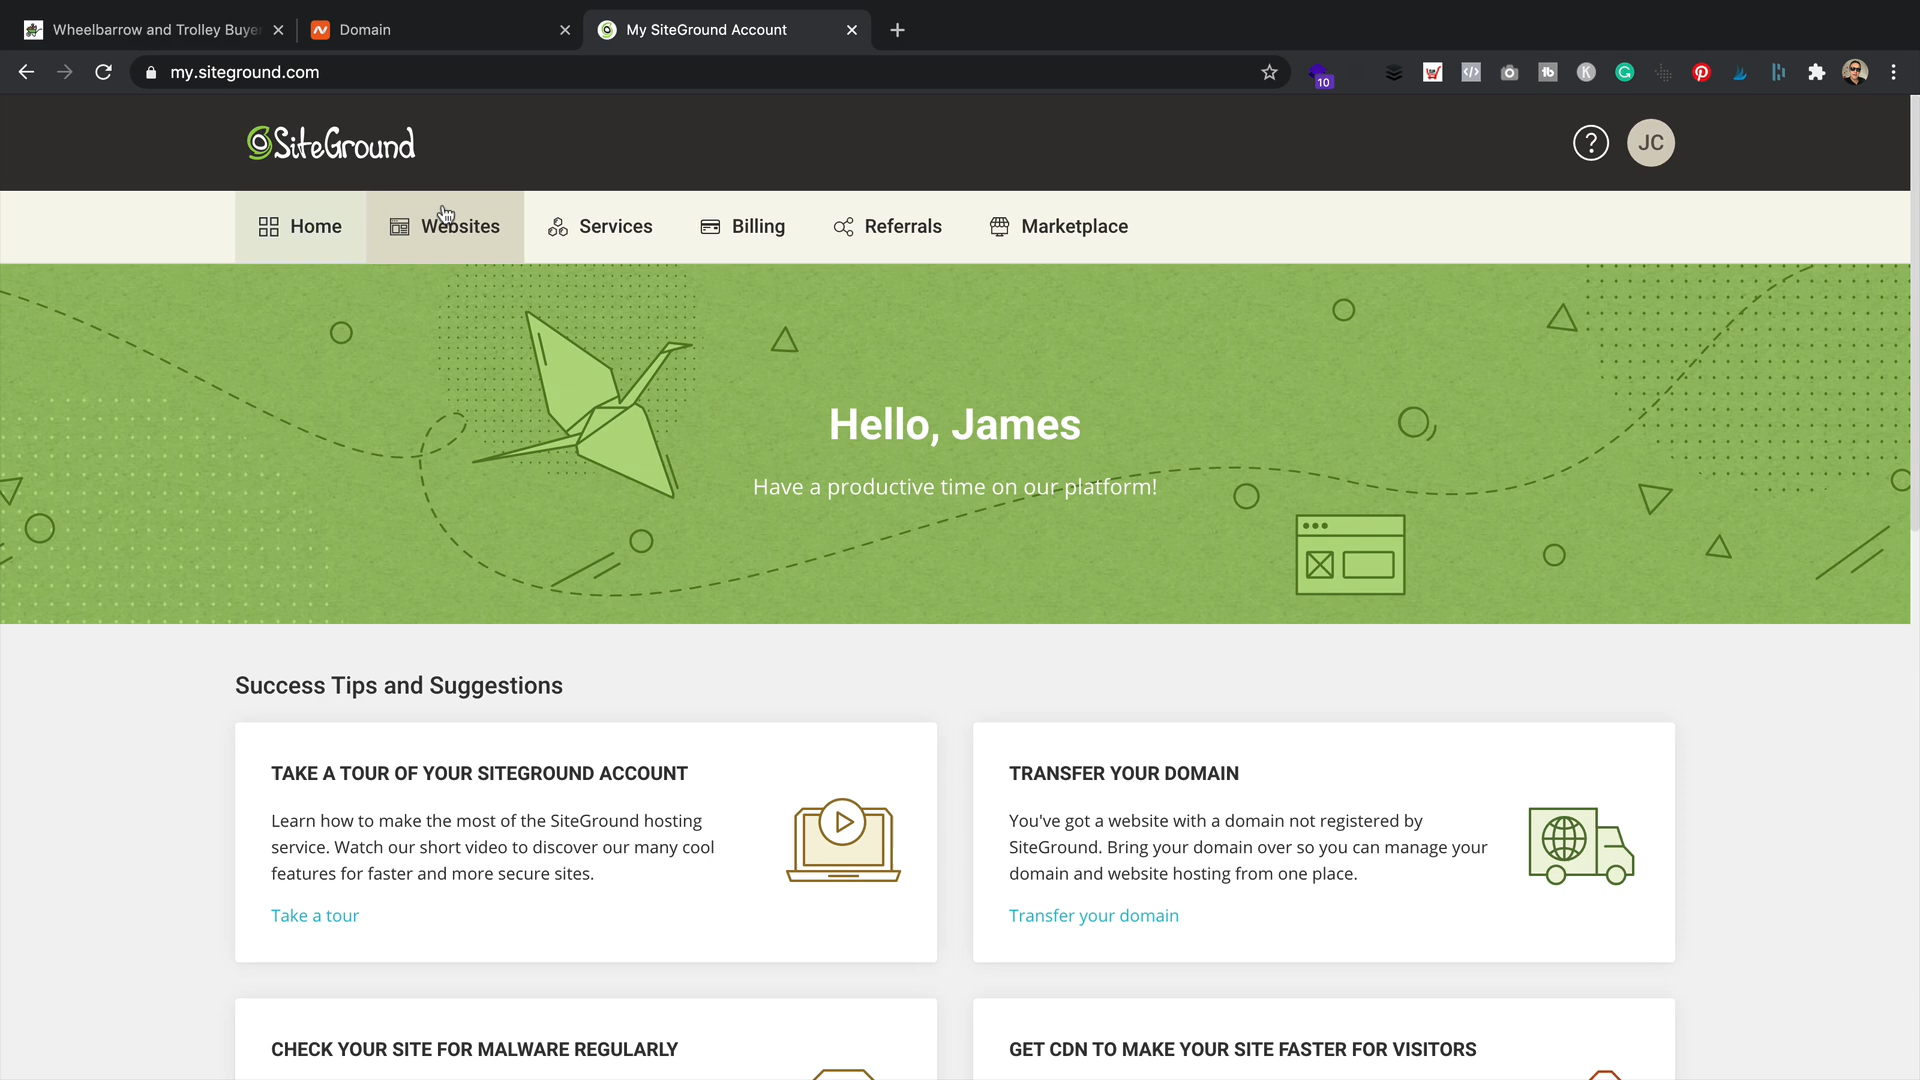 Wheelbarrow and Trolley Buyer
Domain
My SiteGround Account
my.siteground.com
10
SiteGround
?
JC
Home
Websites
Services
Billing
Referrals
Marketplace
Hello, James
Have a productive time on our platform!
Success Tips and Suggestions
TAKE A TOUR OF YOUR SITEGROUND ACCOUNT
Learn how to make the most of the SiteGround hosting
service. Watch our short video to discover our many cool
features for faster and more secure sites.
Take a tour
TRANSFER YOUR DOMAIN
You've got a website with a domain not registered by
SiteGround. Bring your domain over so you can manage your
domain and website hosting from one place.
Transfer your domain
CHECK YOUR SITE FOR MALWARE REGULARLY
GET CDN TO MAKE YOUR SITE FASTER FOR VISITORS